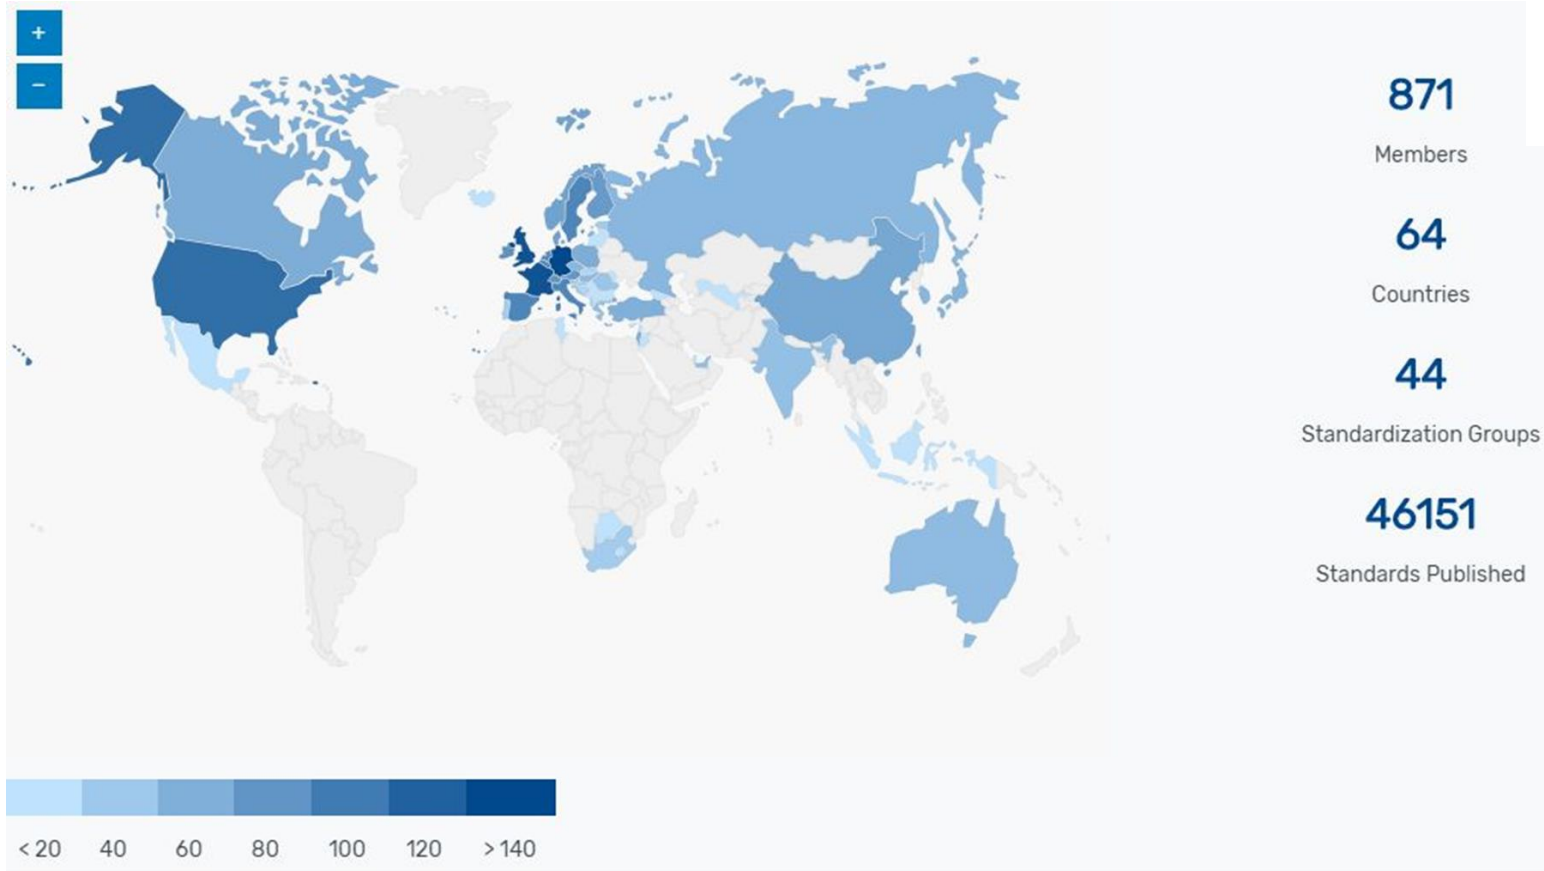 +
−
871
Members
64
Countries
44
Standardization Groups
46151
Standards Published
< 20 40 60 80 100 120 > 140